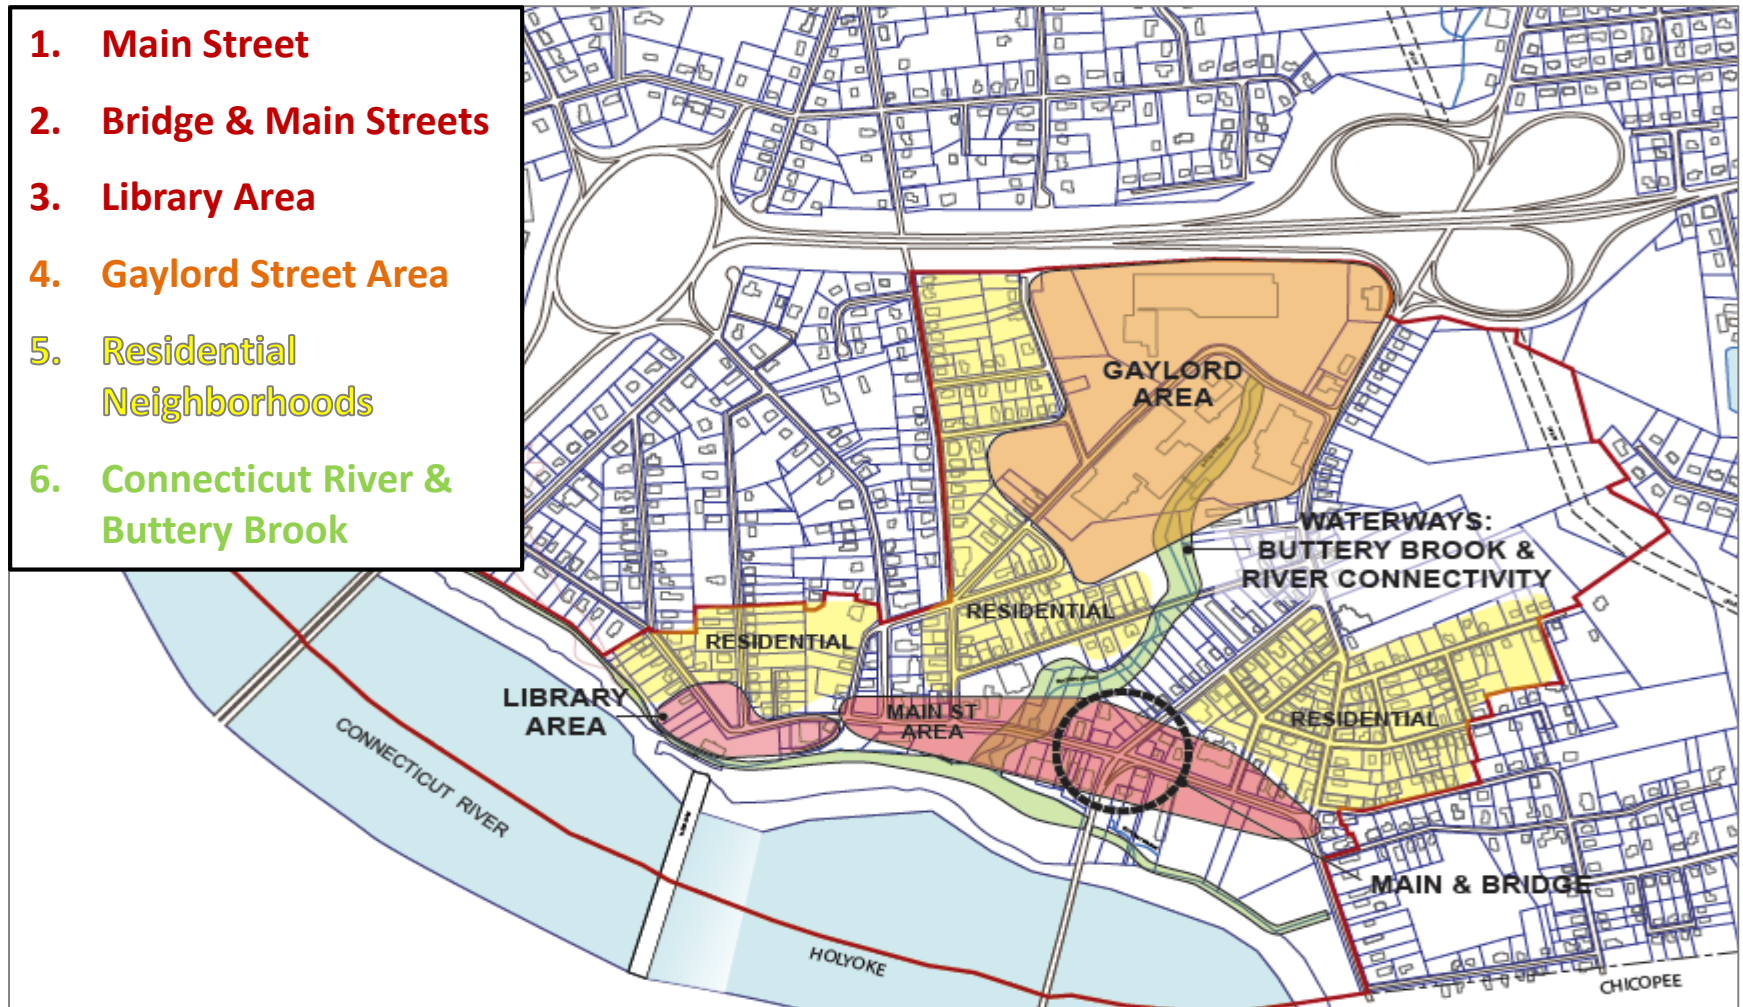 1. Main Street
2. Bridge & Main Streets
3. Library Area
4. Gaylord Street Area
5. Residential
Neighborhoods
6. Connecticut River &
Buttery Brook
GAYLORD
AREA
WATERWAYS:
BUTTERY BROOK &
RIVER CONNECTIVITY
RESIDENTIAL
RESIDENTIAL
LIBRARY
AREA
MAIN ST
AREA
RESIDENTIAL
CONNECTICUT RIVER
MAIN & BRIDGE
HOLYOKE
CHICOPEE